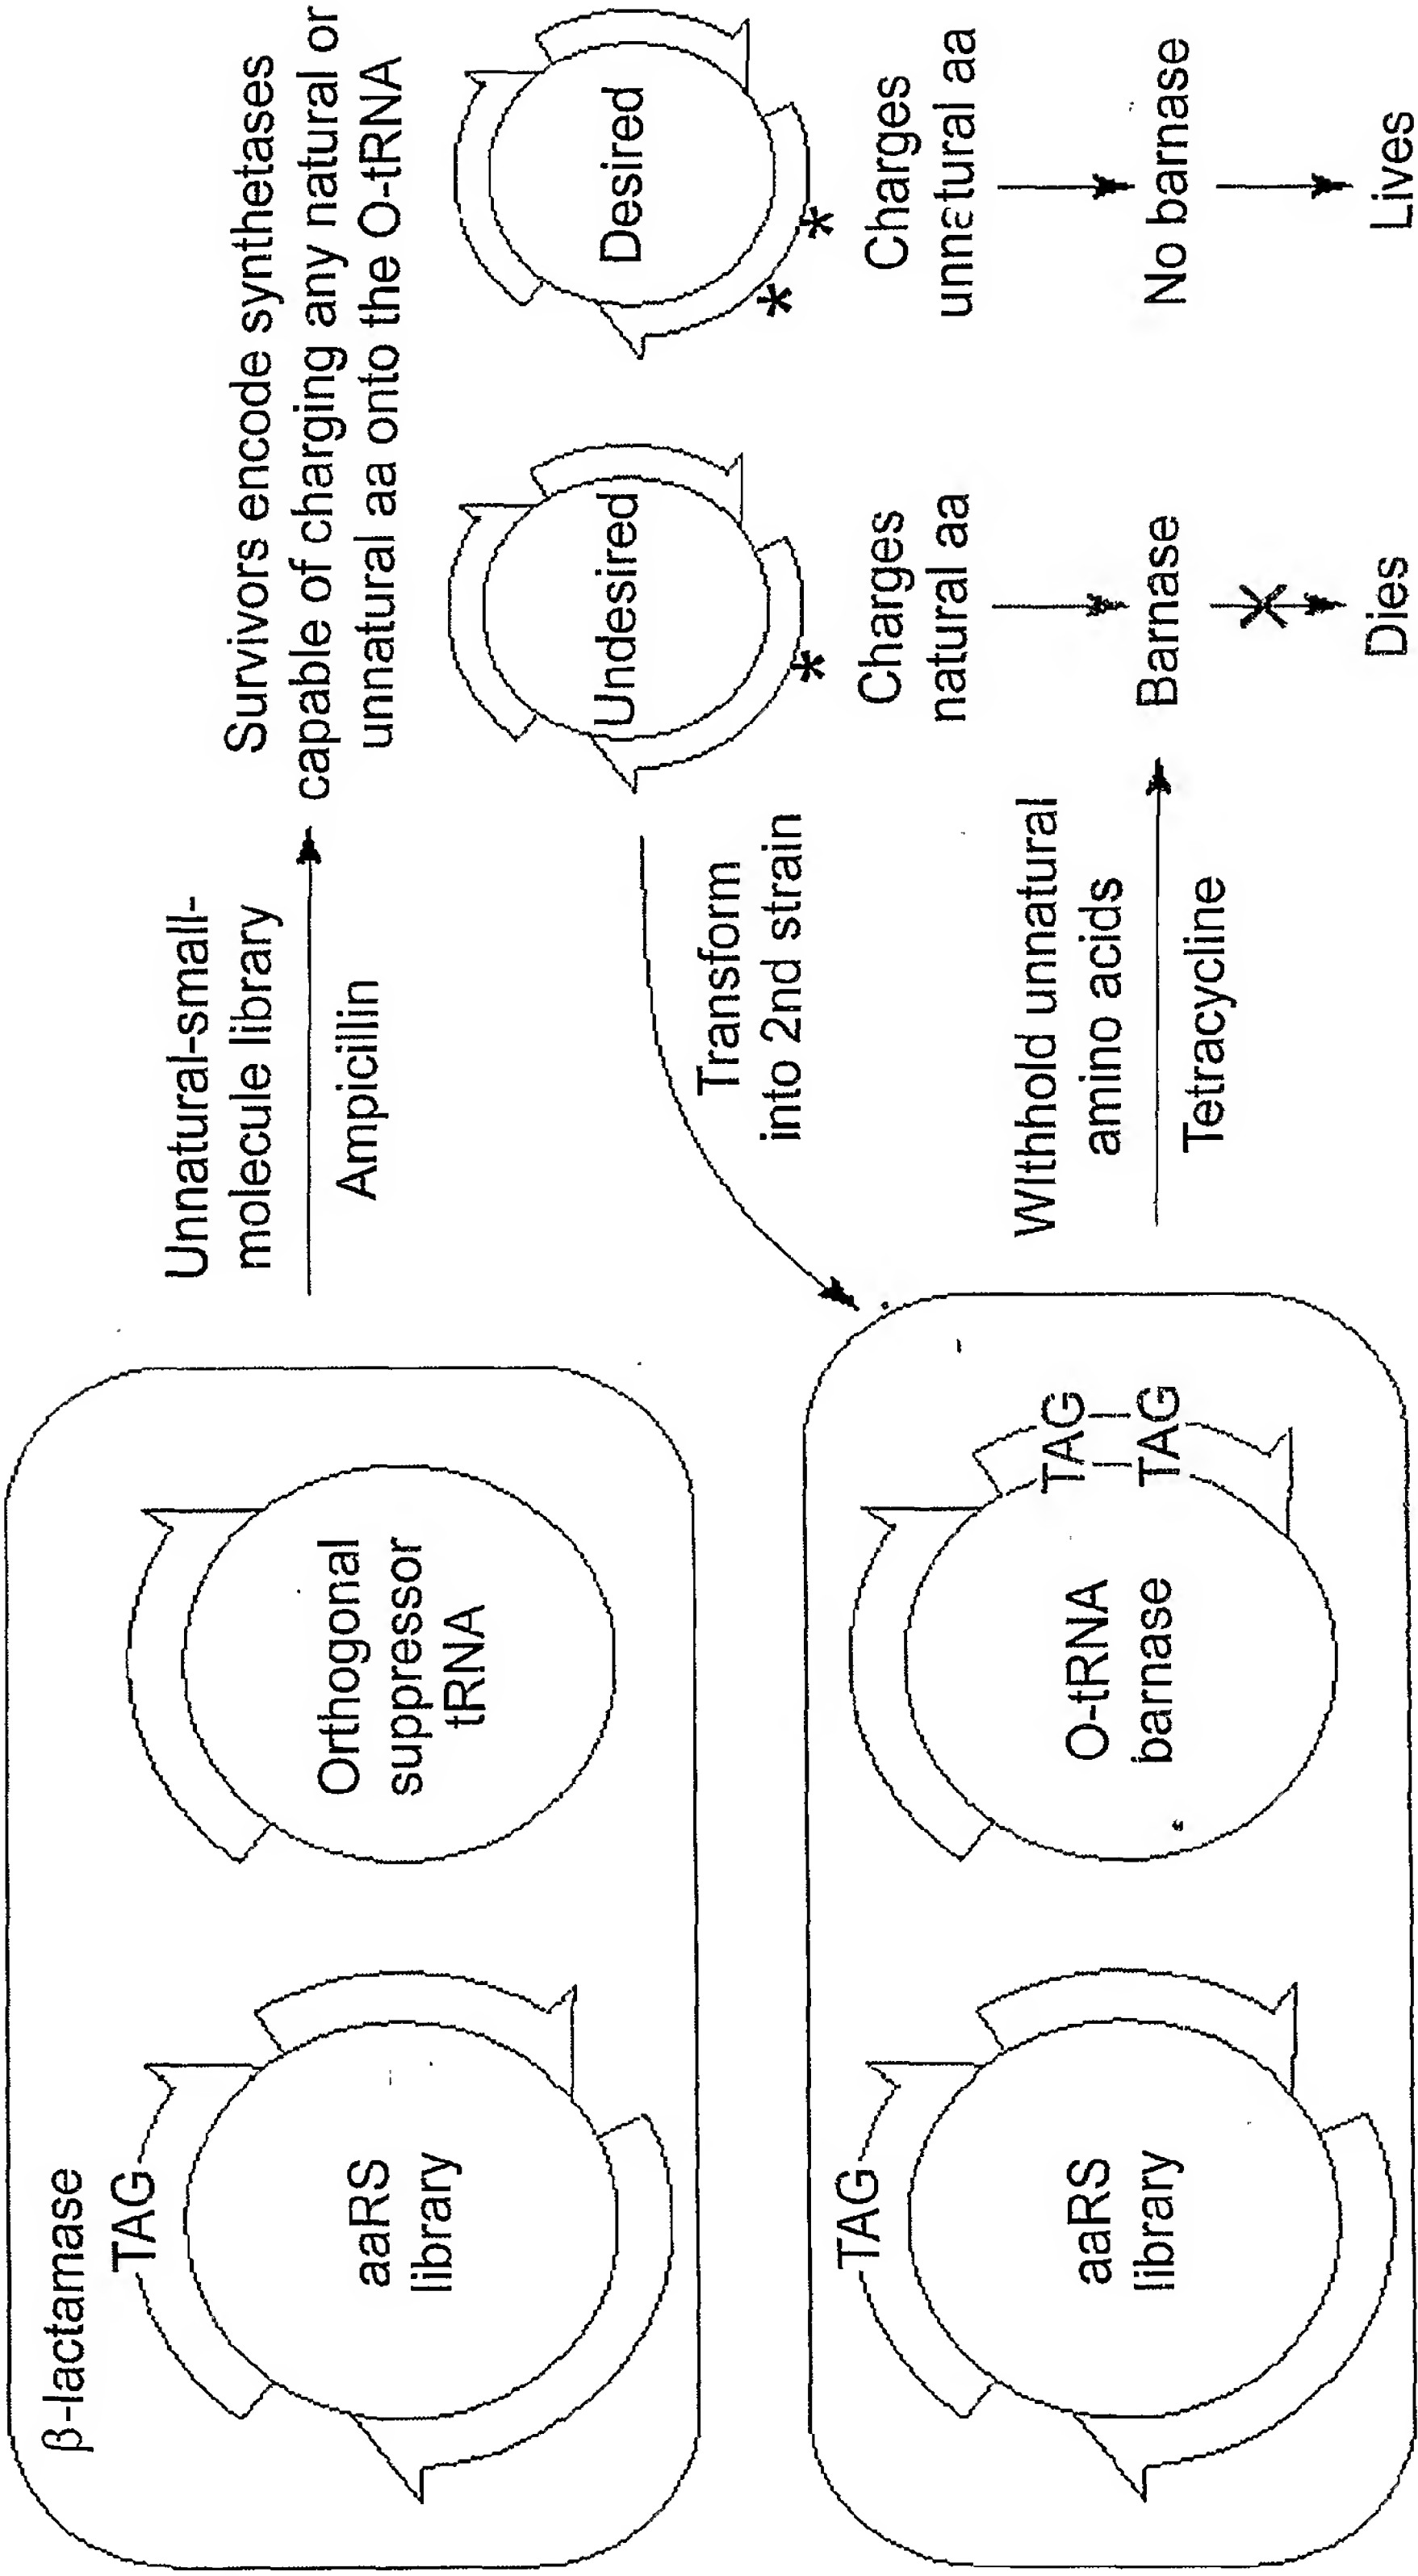 β-lactamase
TAG
aaRS
library
Orthogonal
suppressor
tRNA
Unnatural-small-
molecule library
Ampicillin
Survivors encode synthetases
capable of charging any natural or
unnatural aa onto the O-tRNA
Undesired
*
Desired
*
*
Transform
into 2nd strain
Charges
natural aa
Charges
unnatural aa
TAG
aaRS
library
O-tRNA
barnase
TAG
TAG
Withhold unnatural
amino acids
Tetracycline
Barnase
No barnase
Dies
Lives